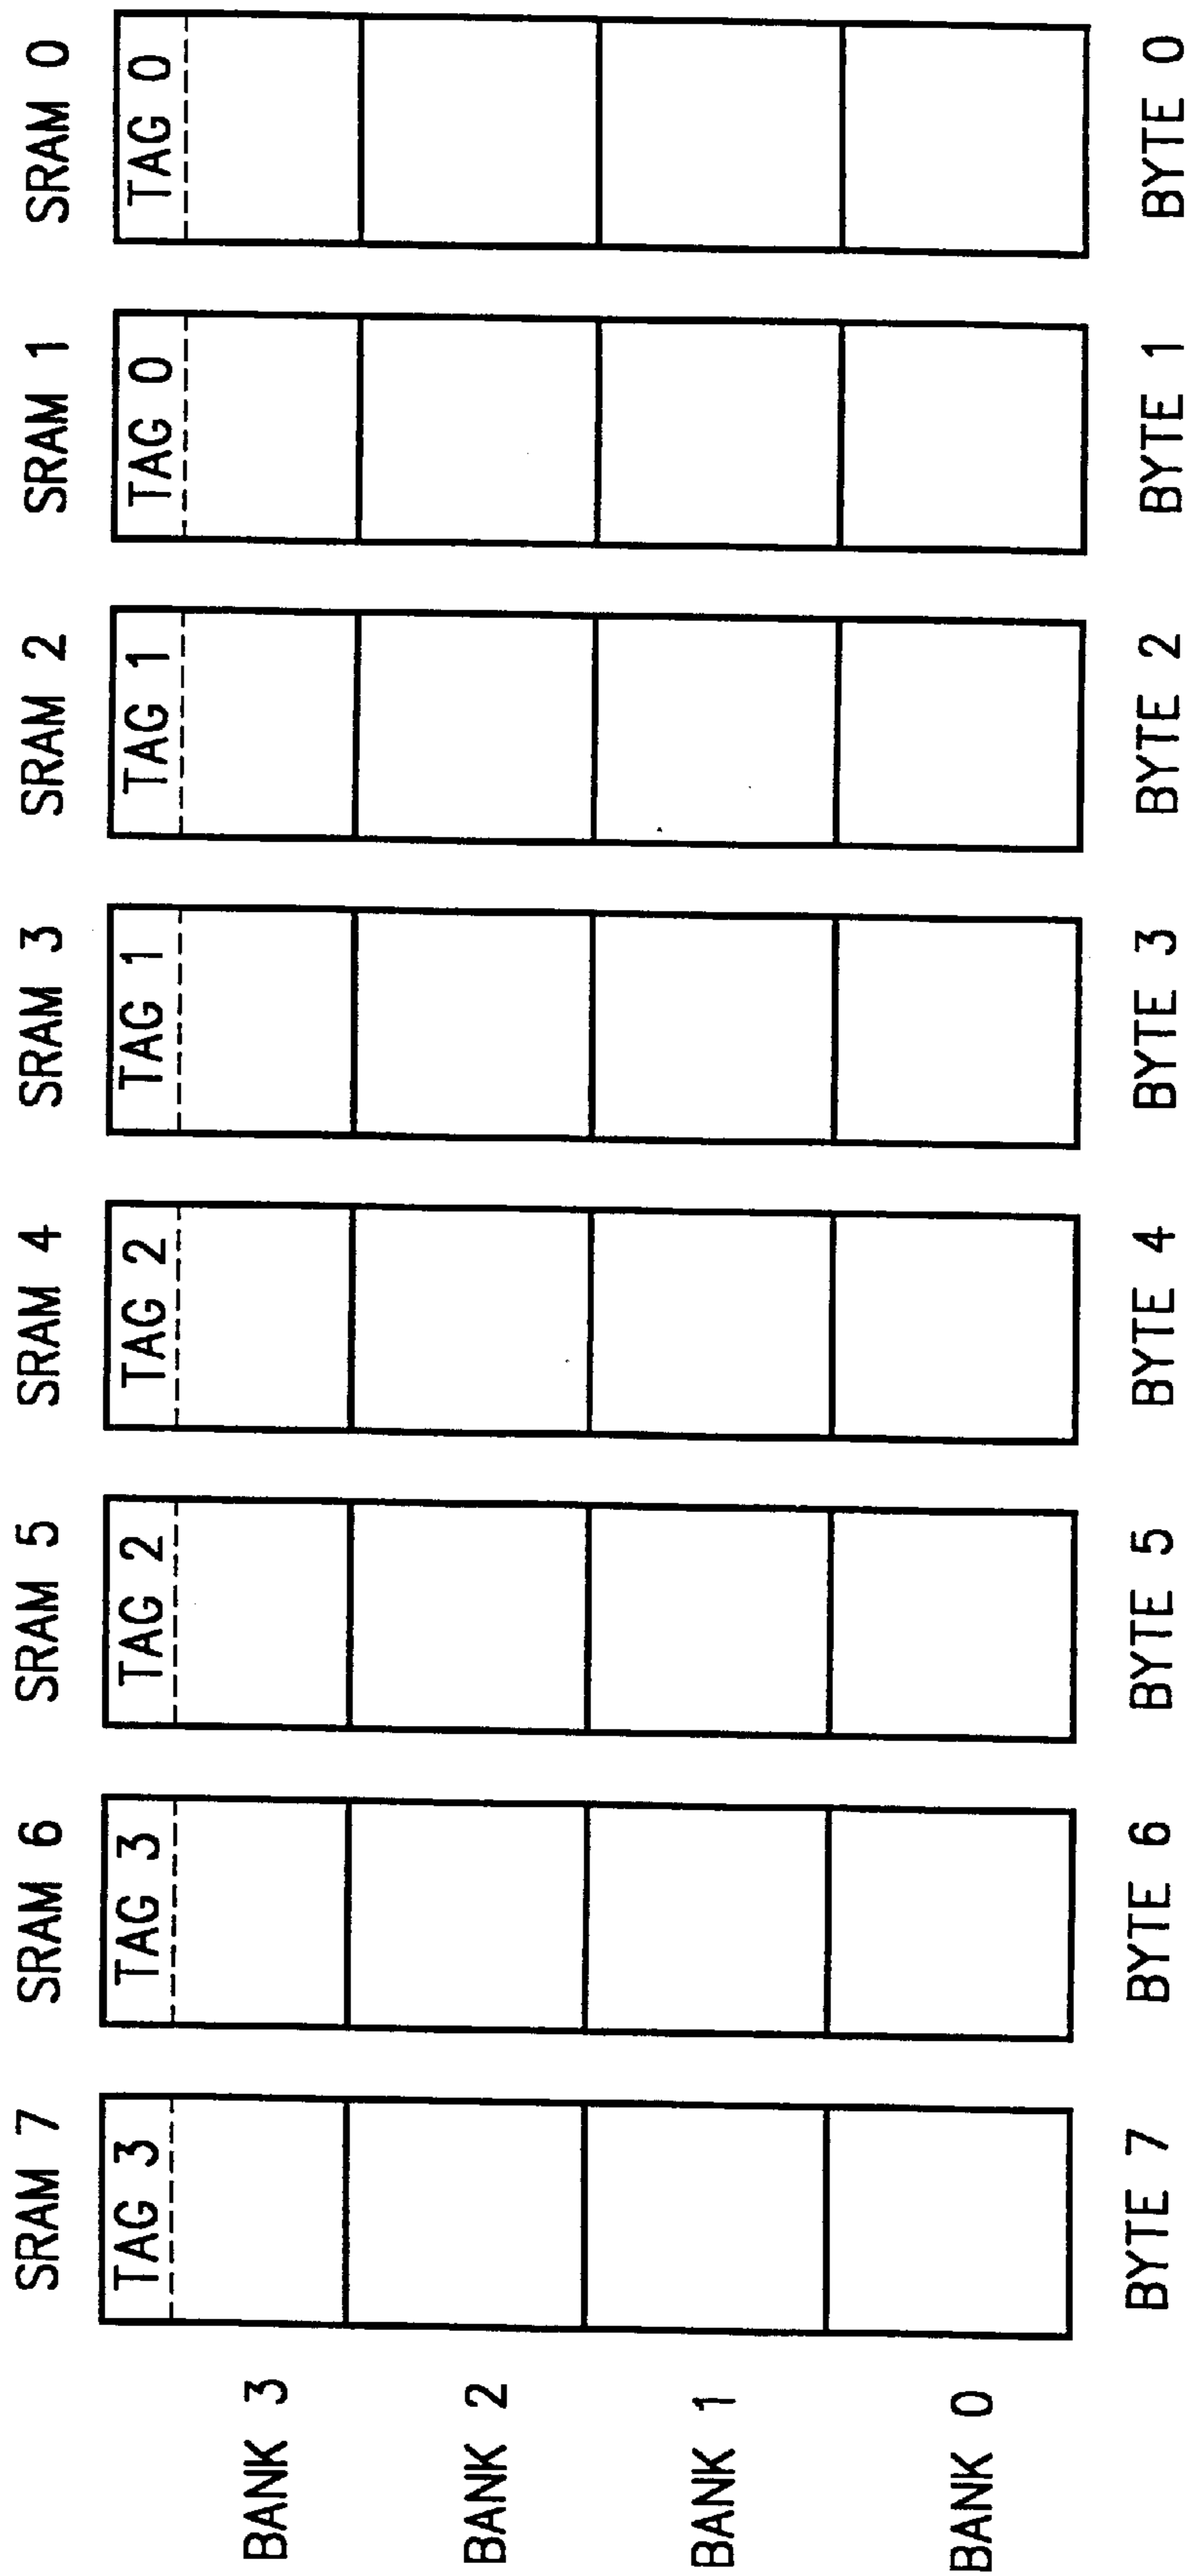 SRAM 7 SRAM 6 SRAM 5 SRAM 4 SRAM 3 SRAM 2 SRAM 1 SRAM 0
TAG 3 TAG 3 TAG 2 TAG 2 TAG 1 TAG 1 TAG 0 TAG 0
BANK 3
BANK 2
BANK 1
BANK 0
BYTE 7 BYTE 6 BYTE 5 BYTE 4 BYTE 3 BYTE 2 BYTE 1 BYTE 0